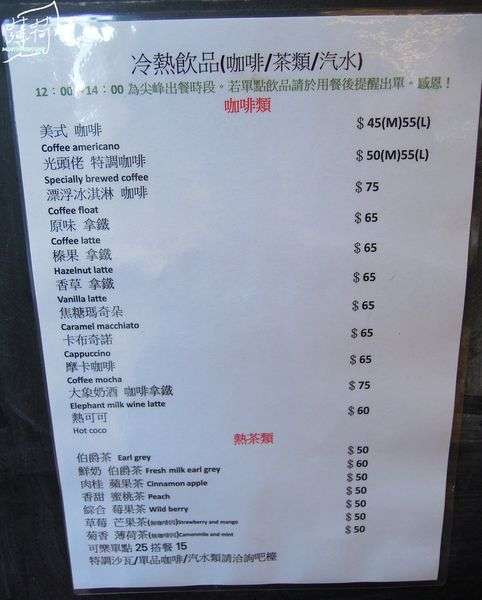 冷熱飲品(咖啡/茶類/汽水)
12：00~14：00 為尖峰出餐時段。若單點飲品請於用餐後提醒出單。感恩！
咖啡類
美式 咖啡 $ 45(M)55(L)
Coffee americano
光頭佬 特調咖啡 $ 50(M)55(L)
Specially brewed coffee
漂浮冰淇淋 咖啡 $ 75
Coffee float
原味 拿鐵 $ 65
Coffee latte
榛果 拿鐵 $ 65
Hazelnut latte
香草 拿鐵 $ 65
Vanilla latte
焦糖瑪奇朵 $ 65
Caramel macchiato
卡布奇諾 $ 65
Cappuccino
摩卡咖啡 $ 65
Coffee mocha
大象奶酒 咖啡拿鐵 $ 75
Elephant milk wine latte
熱可可 $ 60
Hot coco
熱茶類
伯爵茶 Earl grey $ 50
鮮奶 伯爵茶 Fresh milk earl grey $ 60
肉桂 蘋果茶 Cinnamon apple $ 50
香甜 蜜桃茶 Peach $ 50
綜合 莓果茶 Wild berry $ 50
草莓 芒果茶(無咖啡因)Strawberry and mango $ 50
菊香 薄荷茶(無咖啡因)Camonmile and mint $ 50
可樂單點 25 搭餐 15
特調沙瓦/單品咖啡/汽水類請洽詢吧檯